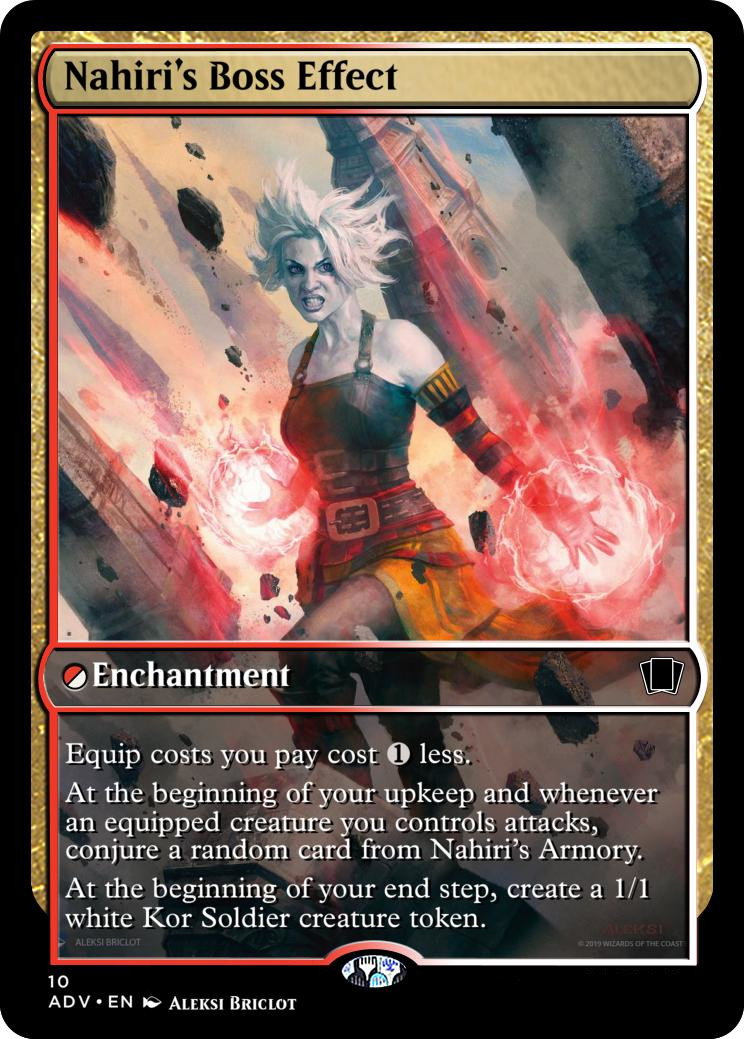 Nahiri's Boss Effect
Enchantment
Equip costs you pay cost 1 less.
At the beginning of your upkeep and whenever
an equipped creature you controls attacks,
conjure a random card from Nahiri's Armory.
At the beginning of your end step, create a 1/1
white Kor Soldier creature token.
ALEKSI
ALEKSI BRICLOT
© 2019 WIZARDS OF THE COAST
10
ADV • EN ALEKSI BRICLOT